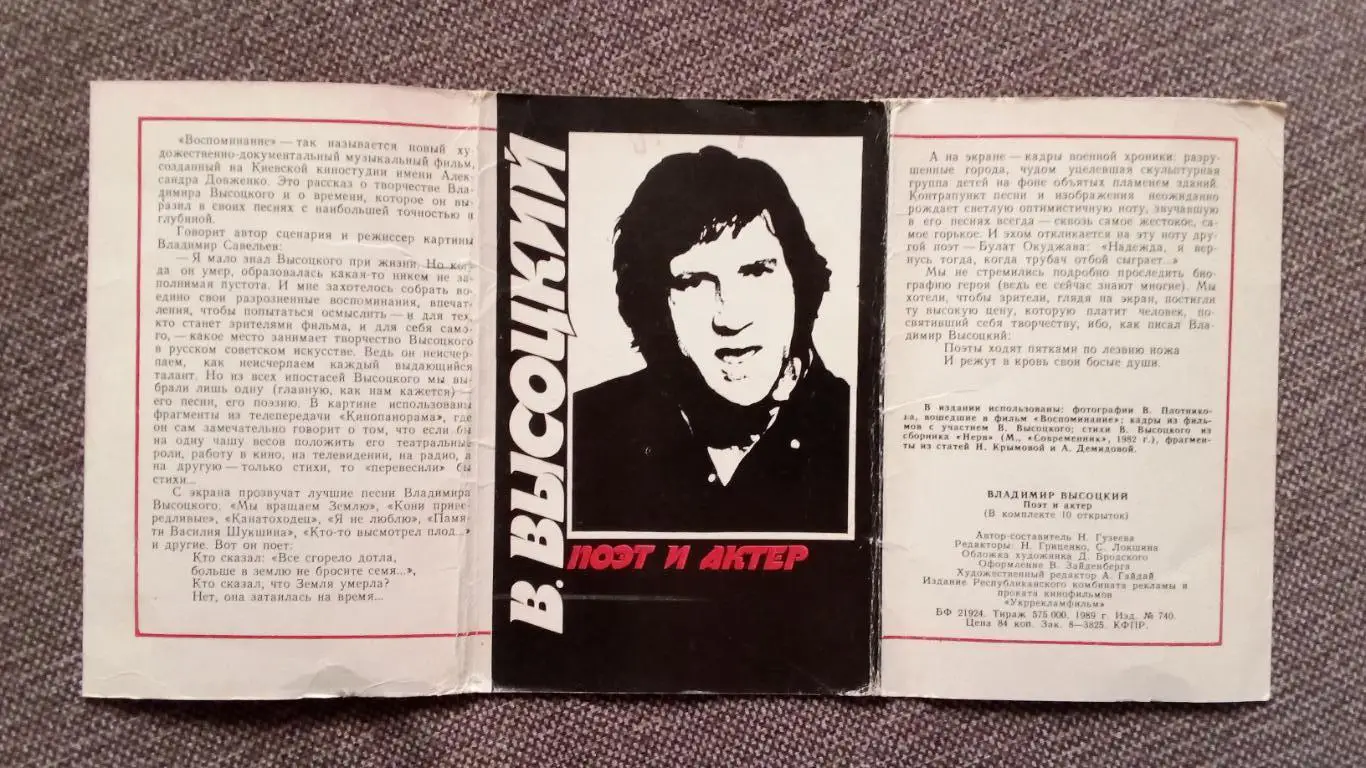 «Воспоминание» — так называется новый ху-
дожественно-документальный музыкальный фильм,
созданный на Киевской киностудии имени Алек-
сандра Довженко. Это рассказ о творчестве Вла-
димира Высоцкого и о времени, которое он вы-
разил в своих песнях с наибольшей точностью и
глубиной.
Говорит автор сценария и режиссер картины
Владимир Савельев:
— Я мало знал Высоцкого при жизни. Но ког-
да он умер, образовалась какая-то никем не за-
полнимая пустота. И мне захотелось собрать во-
едино свои разрозненные воспоминания, впечат-
ления, чтобы попытаться осмыслить — и для тех,
кто станет зрителями фильма, и для себя само-
го, — какое место занимает творчество Высоцкого
в русском советском искусстве. Ведь он неисчер-
паем, как неисчерпаем каждый выдающийся
талант. Но из всех ипостасей Высоцкого мы вы-
брали лишь одну (главную, как нам кажется) —
его песни, его поэзию. В картине использованы
фрагменты из телепередачи «Кинопанорама», где
он сам замечательно говорит о том, что если бы
на одну чашу весов положить его театральные
роли, работу в кино, на телевидении, на радио, а
на другую — только стихи, то «перевесили» бы
стихи...
С экрана прозвучат лучшие песни Владимира
Высоцкого: «Мы вращаем Землю», «Кони приве-
редливые», «Канатоходец», «Я не люблю», «Памя-
ти Василия Шукшина», «Кто-то высмотрел плод...»
и другие. Вот он поет:
Кто сказал: «Все сгорело дотла,
больше в землю не бросите семя...»,
Кто сказал, что Земля умерла?
Нет, она затаилась на время...
В. ВЫСОЦКИЙ
ПОЭТ И АКТЕР
А на экране — кадры военной хроники: разру-
шенные города, чудом уцелевшая скульптурная
группа детей на фоне объятых пламенем зданий.
Контрапункт песни и изображения неожиданно
рождает светлую оптимистичную ноту, звучавшую
в его песнях всегда — сквозь самое жестокое, са-
мое горькое. И эхом откликается на эту ноту дру-
гой поэт — Булат Окуджава: «Надежда, я вер-
нусь тогда, когда трубач отбой сыграет...»
Мы не стремились подробно проследить био-
графию героя (ведь ее сейчас знают многие). Мы
хотели, чтобы зрители, глядя на экран, постигли
ту высокую цену, которую платит человек, по-
святивший себя творчеству, ибо, как писал Вла-
димир Высоцкий:
Поэты ходят пятками по лезвию ножа
И режут в кровь свои босые души.
В издании использованы: фотографии В. Плотнико-
ва, вошедшие в фильм «Воспоминание»; кадры из филь-
мов с участием В. Высоцкого; стихи В. Высоцкого из
сборника «Нерв» (М., «Современник», 1982 г.), фрагмен-
ты из статей Н. Крымовой и А. Демидовой.
ВЛАДИМИР ВЫСОЦКИЙ
Поэт и актер
(В комплекте 10 открыток)
Автор-составитель Н. Гузеева
Редакторы: Н. Гриценко, С. Локшина
Обложка художника Д. Бродского
Оформление В. Зайденберга
Художественный редактор А. Гайдай
Издание Республиканского комбината рекламы и
проката кинофильмов
«Укррекламфильм»
БФ 21924. Тираж 575 000. 1989 г. Изд. № 740.
Цена 84 коп. Зак. 8—3825. КФПР.